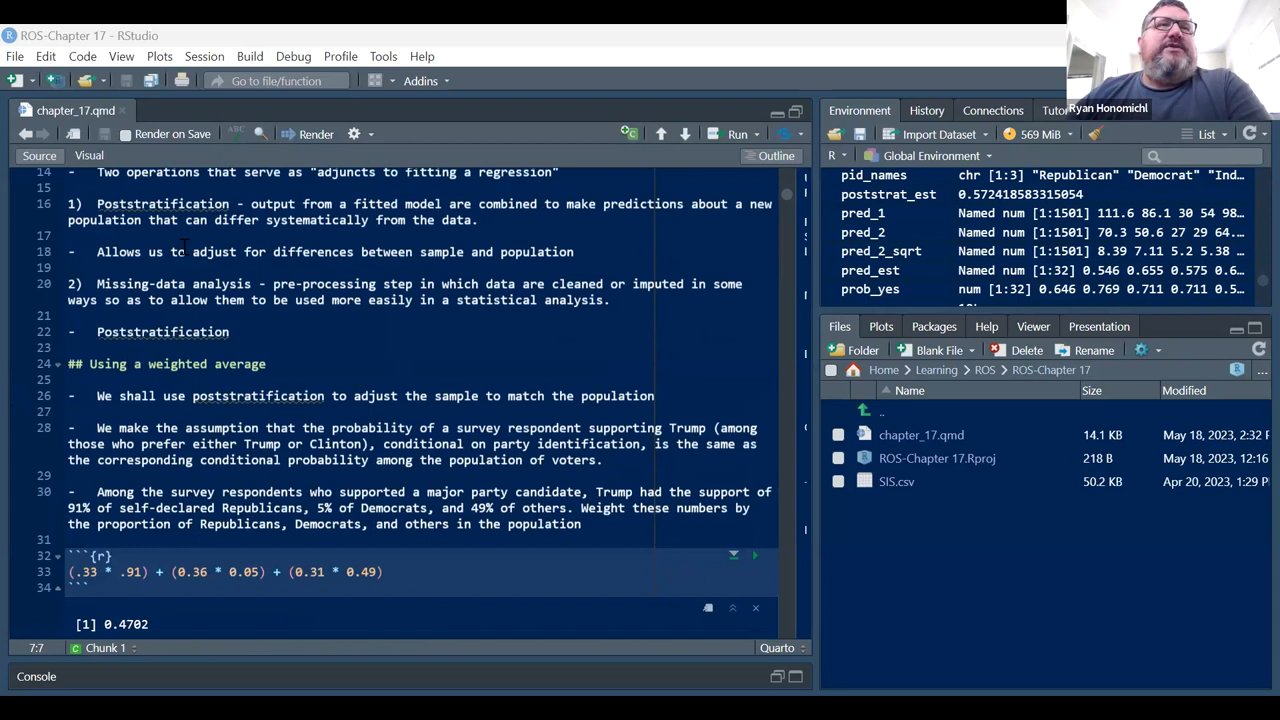 ROS-Chapter 17 - RStudio
File Edit Code View Plots Session Build Debug Profile Tools Help
Go to file/function Addins
Ryan Honomichl
chapter_17.qmd
Render on Save Render Run
Source Visual Outline
14 - Two operations that serve as "adjuncts to fitting a regression"
15
16 1) Poststratification - output from a fitted model are combined to make predictions about a new
population that can differ systematically from the data.
17
18 - Allows us to adjust for differences between sample and population
19
20 2) Missing-data analysis - pre-processing step in which data are cleaned or imputed in some
ways so as to allow them to be used more easily in a statistical analysis.
21
22 - Poststratification
23
24 ## Using a weighted average
25
26 - We shall use poststratification to adjust the sample to match the population
27
28 - We make the assumption that the probability of a survey respondent supporting Trump (among
those who prefer either Trump or Clinton), conditional on party identification, is the same as
the corresponding conditional probability among the population of voters.
29
30 - Among the survey respondents who supported a major party candidate, Trump had the support of
91% of self-declared Republicans, 5% of Democrats, and 49% of others. Weight these numbers by
the proportion of Republicans, Democrats, and others in the population
31
32 ```{r}
33 (.33 * .91) + (0.36 * 0.05) + (0.31 * 0.49)
34 ```
[1] 0.4702
7:7 Chunk 1 Quarto
Console
Environment History Connections Tu
Import Dataset 569 MiB List
R Global Environment
pid_names chr [1:3] "Republican" "Democrat" "Ind…
poststrat_est 0.572418583315054
pred_1 Named num [1:1501] 111.6 86.1 30 54 98…
pred_2 Named num [1:1501] 70.3 50.6 27 29 64…
pred_2_sqrt Named num [1:1501] 8.39 7.11 5.2 5.38 …
pred_est Named num [1:32] 0.546 0.655 0.575 0.6…
prob_yes num [1:32] 0.646 0.769 0.711 0.711 0.5…
Files Plots Packages Help Viewer Presentation
Folder Blank File Delete Rename
Home Learning ROS ROS-Chapter 17 ...
Name Size Modified
..
chapter_17.qmd 14.1 KB May 18, 2023, 2:32 P
ROS-Chapter 17.Rproj 218 B May 18, 2023, 12:16
SIS.csv 50.2 KB Apr 20, 2023, 1:29 P